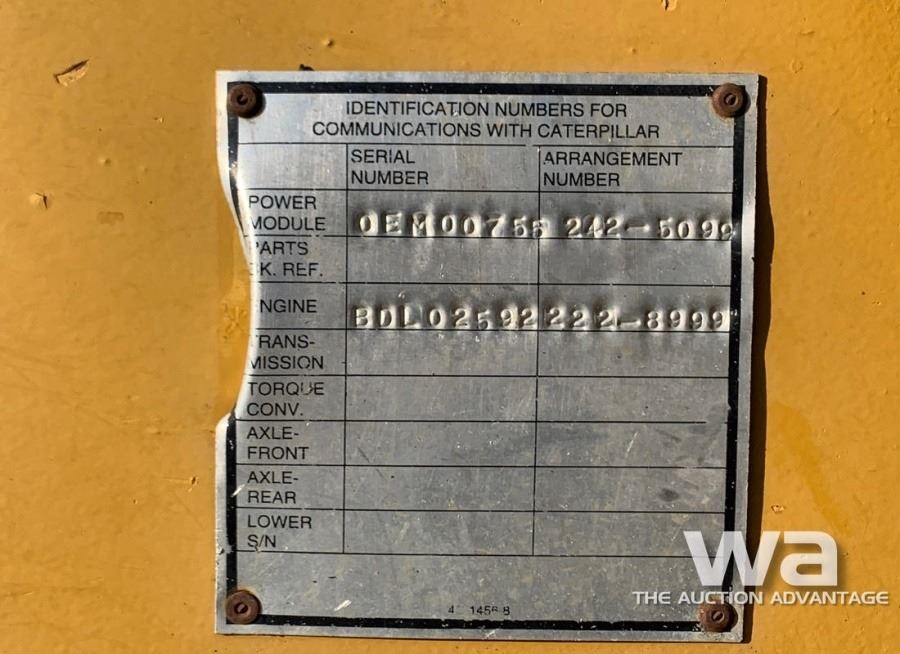 IDENTIFICATION NUMBERS FOR
COMMUNICATIONS WITH CATERPILLAR
SERIAL
NUMBER
ARRANGEMENT
NUMBER
POWER
MODULE
0EM00755 242-5099
PARTS
BK. REF.
ENGINE
BDL02592 222-8999
TRANS-
MISSION
TORQUE
CONV.
AXLE-
FRONT
AXLE-
REAR
LOWER
S/N
wa
THE AUCTION ADVANTAGE